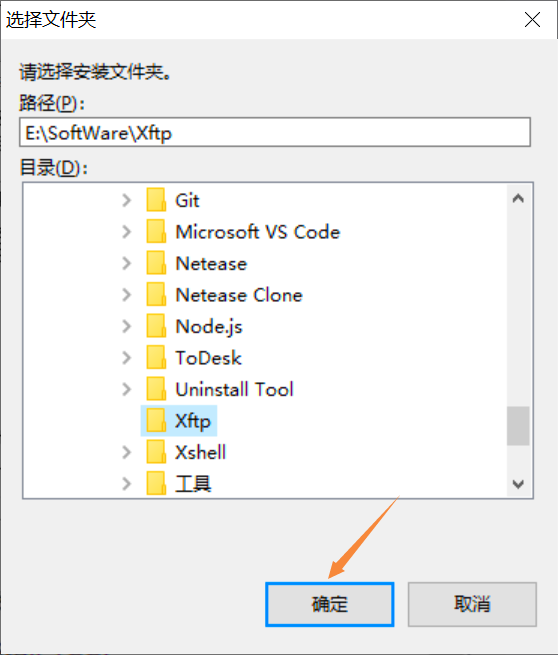 选择文件夹
请选择安装文件夹。
路径(P):
E:\SoftWare\Xftp
目录(D):
Git
Microsoft VS Code
Netease
Netease Clone
Node.js
ToDesk
Uninstall Tool
Xftp
Xshell
工具
确定
取消